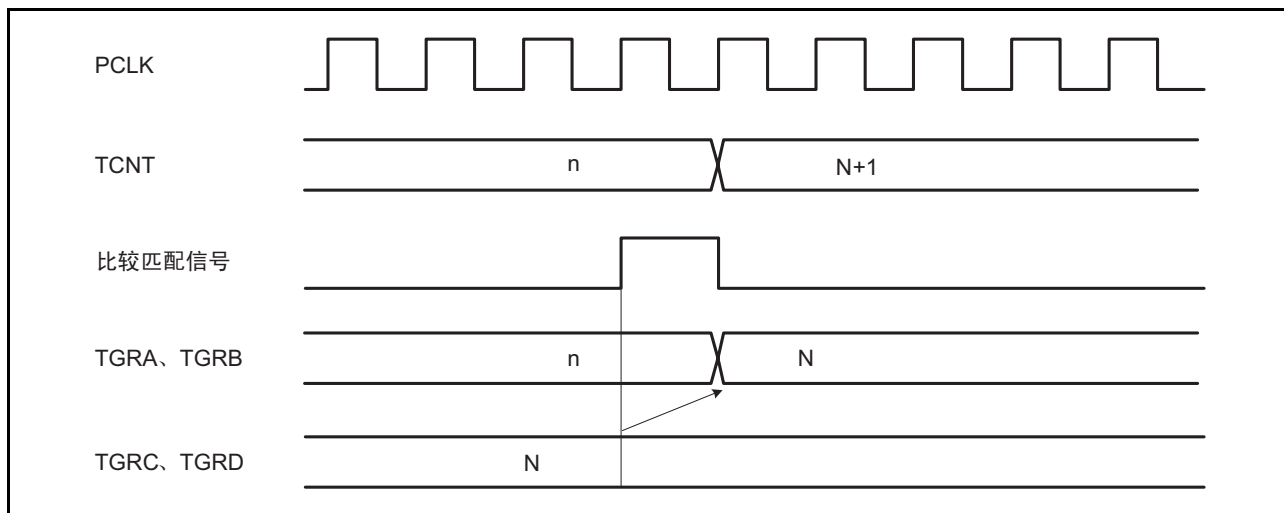 PCLK
TCNT
n
N+1
比较匹配信号
TGRA、TGRB
n
N
TGRC、TGRD
N